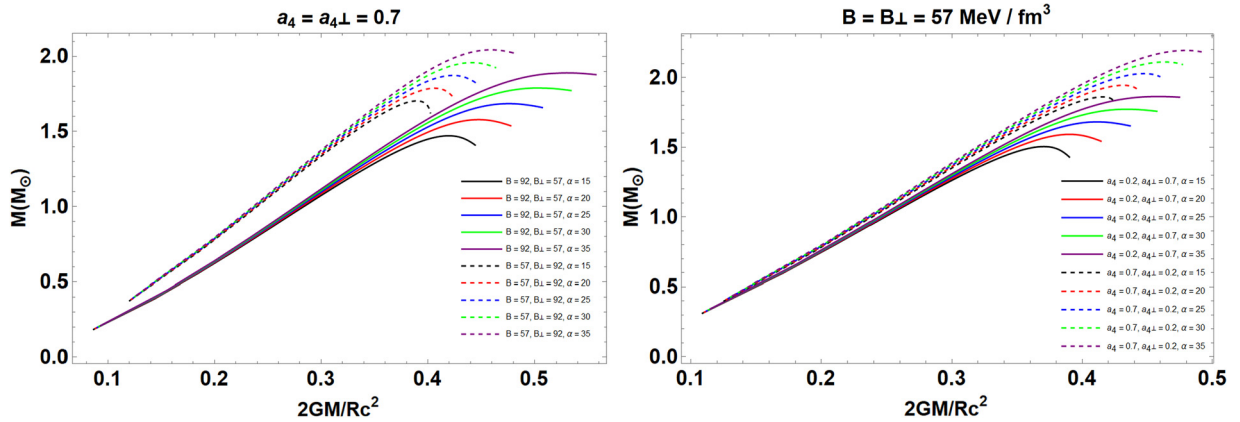 a₄ = a₄⊥ = 0.7
M(M⊙)
2.0
1.5
1.0
0.5
0.0
B = 92, B⊥ = 57, α = 15
B = 92, B⊥ = 57, α = 20
B = 92, B⊥ = 57, α = 25
B = 92, B⊥ = 57, α = 30
B = 92, B⊥ = 57, α = 35
B = 57, B⊥ = 92, α = 15
B = 57, B⊥ = 92, α = 20
B = 57, B⊥ = 92, α = 25
B = 57, B⊥ = 92, α = 30
B = 57, B⊥ = 92, α = 35
0.1 0.2 0.3 0.4 0.5
2GM/Rc²
B = B⊥ = 57 MeV / fm³
M(M⊙)
2.0
1.5
1.0
0.5
0.0
a₄ = 0.2, a₄⊥ = 0.7, α = 15
a₄ = 0.2, a₄⊥ = 0.7, α = 20
a₄ = 0.2, a₄⊥ = 0.7, α = 25
a₄ = 0.2, a₄⊥ = 0.7, α = 30
a₄ = 0.2, a₄⊥ = 0.7, α = 35
a₄ = 0.7, a₄⊥ = 0.2, α = 15
a₄ = 0.7, a₄⊥ = 0.2, α = 20
a₄ = 0.7, a₄⊥ = 0.2, α = 25
a₄ = 0.7, a₄⊥ = 0.2, α = 30
a₄ = 0.7, a₄⊥ = 0.2, α = 35
0.1 0.2 0.3 0.4 0.5
2GM/Rc²